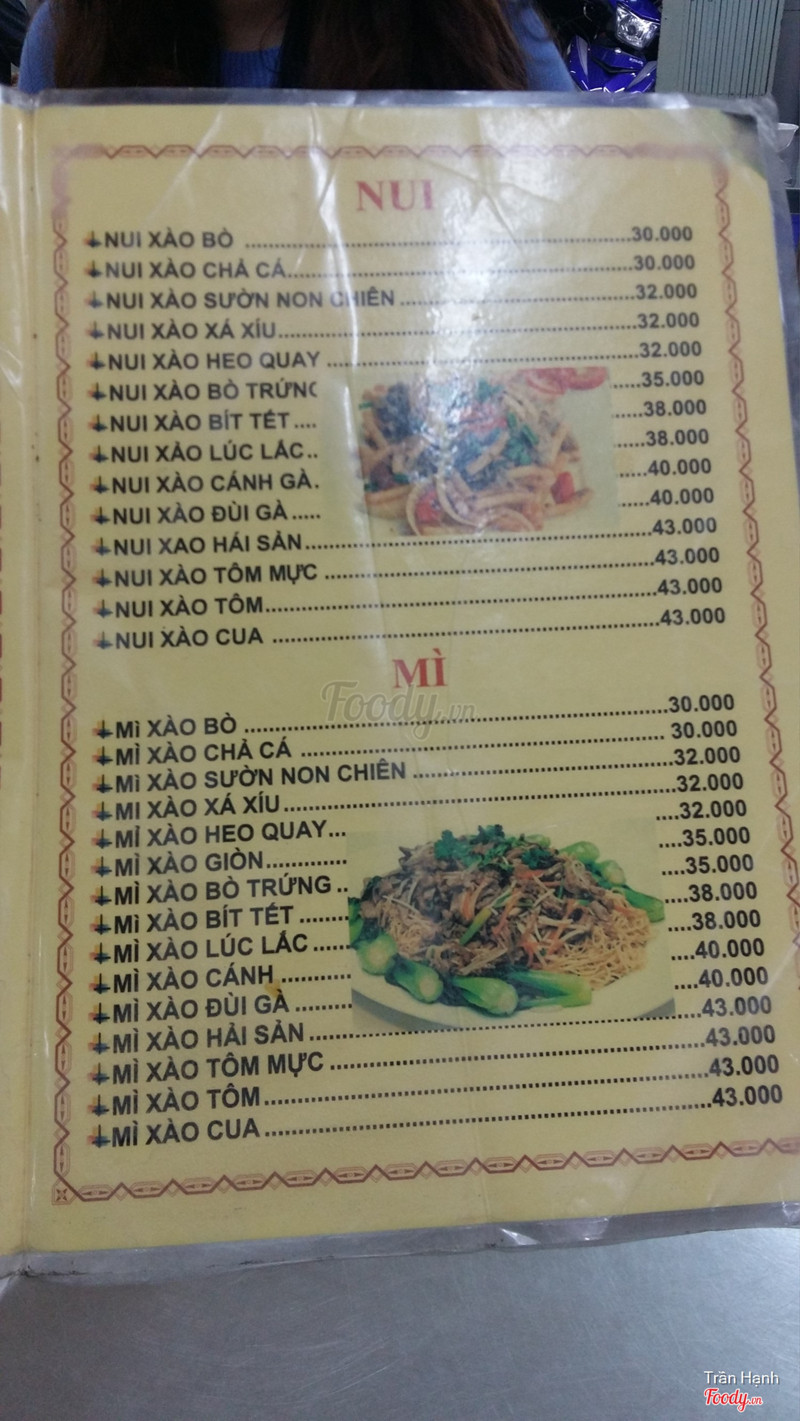 NUI
NUI XÀO BÒ ..........30.000
NUI XÀO CHẢ CÁ..........30.000
NUI XÀO SƯỜN NON CHIÊN ..........32.000
NUI XÀO XÁ XÍU..........32.000
NUI XÀO HEO QUAY ..........32.000
NUI XÀO BÒ TRỨNG .....35.000
NUI XÀO BÍT TẾT .... .....38.000
NUI XÀO LÚC LẮC.. .....38.000
NUI XÀO CÁNH GÀ. .....40.000
NUI XÀO ĐÙI GÀ ..... .....40.000
NUI XAO HẢI SẢN..........43.000
NUI XÀO TÔM MỰC ..........43.000
NUI XÀO TÔM..........43.000
NUI XÀO CUA ..........43.000
MÌ
Foody.vn
MÌ XÀO BÒ ..........30.000
MÌ XÀO CHẢ CÁ .......... 30.000
MÌ XÀO SƯỜN NON CHIÊN ..........32.000
MI XÀO XÁ XÍU..........32.000
MÌ XÀO HEO QUAY... ....32.000
MÌ XÀO GIÒN............ ....35.000
MÌ XÀO BÒ TRỨNG .. ....35.000
MÌ XÀO BÍT TẾT ....... ....38.000
MÌ XÀO LÚC LẮC ..... ....38.000
MÌ XÀO CÁNH .......... ....40.000
MÌ XÀO ĐÙI GÀ ........ ....40.000
MÌ XÀO HẢI SẢN ..........43.000
MÌ XÀO TÔM MỰC ..........43.000
MÌ XÀO TÔM..........43.000
MÌ XÀO CUA ..........43.000
Trần Hạnh
Foody.vn